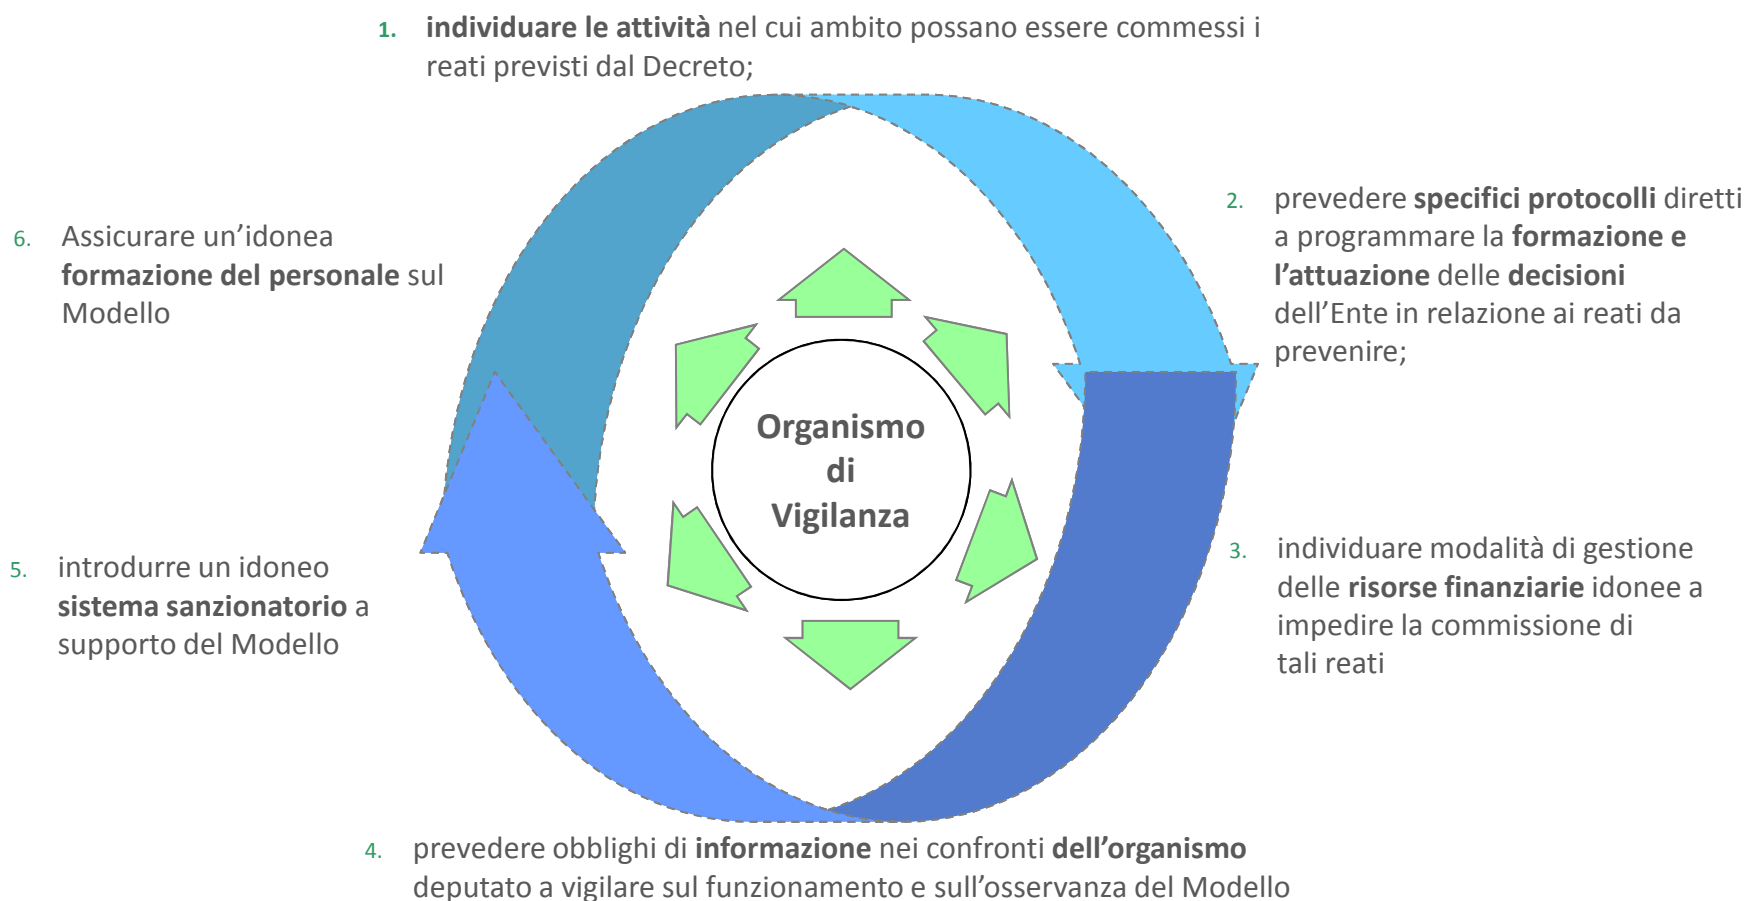 1. individuare le attività nel cui ambito possano essere commessi i
reati previsti dal Decreto;
2. prevedere specifici protocolli diretti
a programmare la formazione e
l'attuazione delle decisioni
dell'Ente in relazione ai reati da
prevenire;
3. individuare modalità di gestione
delle risorse finanziarie idonee a
impedire la commissione di
tali reati
4. prevedere obblighi di informazione nei confronti dell'organismo
deputato a vigilare sul funzionamento e sull'osservanza del Modello
5. introdurre un idoneo
sistema sanzionatorio a
supporto del Modello
6. Assicurare un'idonea
formazione del personale sul
Modello
Organismo
di
Vigilanza